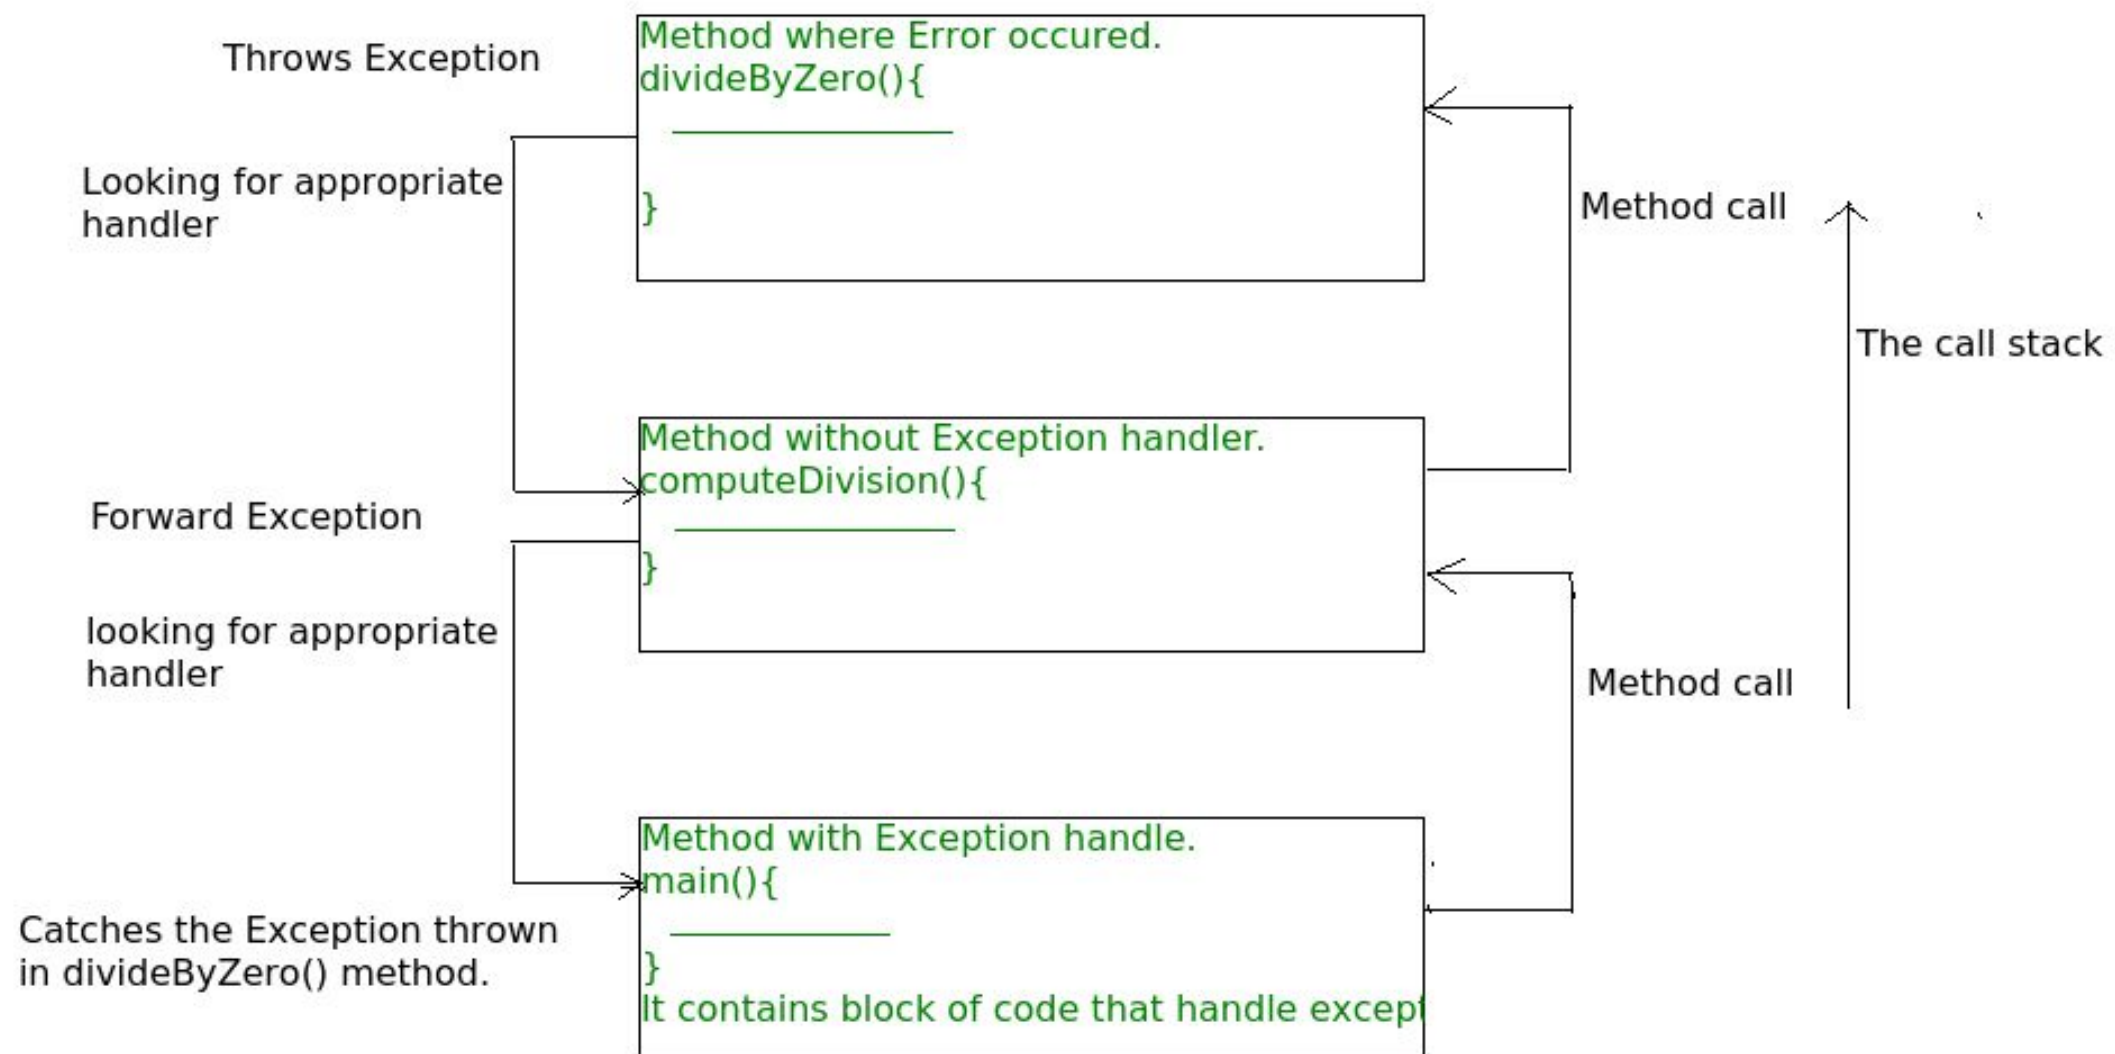 Throws Exception
Method where Error occured.
divideByZero(){
}
Looking for appropriate
handler
Method call
The call stack
Method without Exception handler.
computeDivision(){
}
Forward Exception
looking for appropriate
handler
Method call
Method with Exception handle.
main(){
}
It contains block of code that handle except
Catches the Exception thrown
in divideByZero() method.